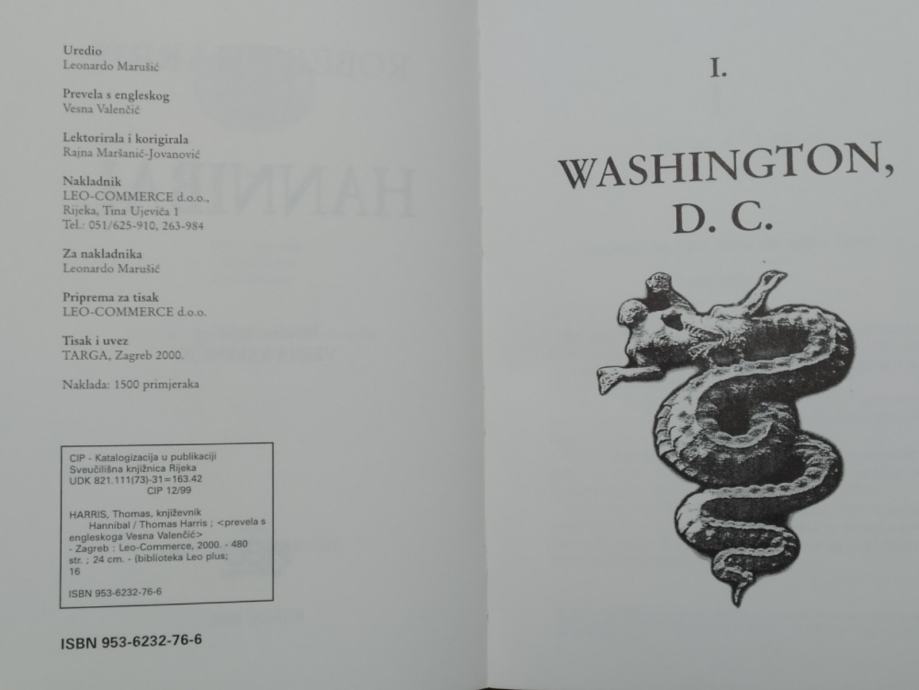 Uredio
Leonardo Marušić
Prevela s engleskog
Vesna Valenčić
Lektorirala i korigirala
Rajna Maršanić-Jovanović
Nakladnik
LEO-COMMERCE d.o.o.,
Rijeka, Tina Ujevića 1
Tel.: 051/625-910, 263-984
Za nakladnika
Leonardo Marušić
Priprema za tisak
LEO-COMMERCE d.o.o.
Tisak i uvez
TARGA, Zagreb 2000.
Naklada: 1500 primjeraka
CIP - Katalogizacija u publikaciji
Sveučilišna knjižnica Rijeka
UDK 821.111(73)-31=163.42
CIP 12/99
HARRIS, Thomas, književnik
Hannibal / Thomas Harris ; <prevela s
engleskoga Vesna Valenčić>
- Zagreb : Leo-Commerce, 2000. - 480
str. ; 24 cm. - (biblioteka Leo plus;
16
ISBN 953-6232-76-6
ISBN 953-6232-76-6
I.
WASHINGTON,
D. C.